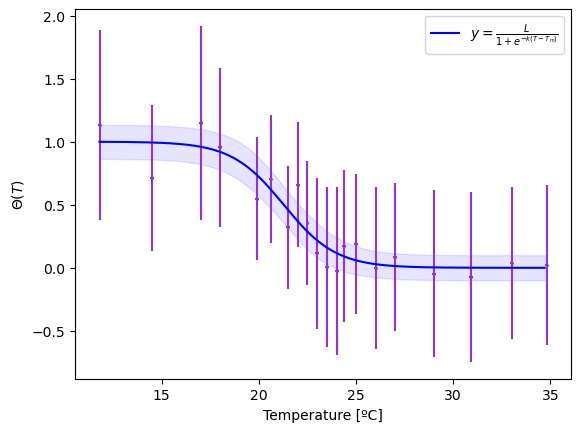 2.0
1.5
1.0
0.5
0.0
−0.5
Θ(T)
y = L / (1 + e^{−k(T−T_m)})
15 20 25 30 35
Temperature [ºC]